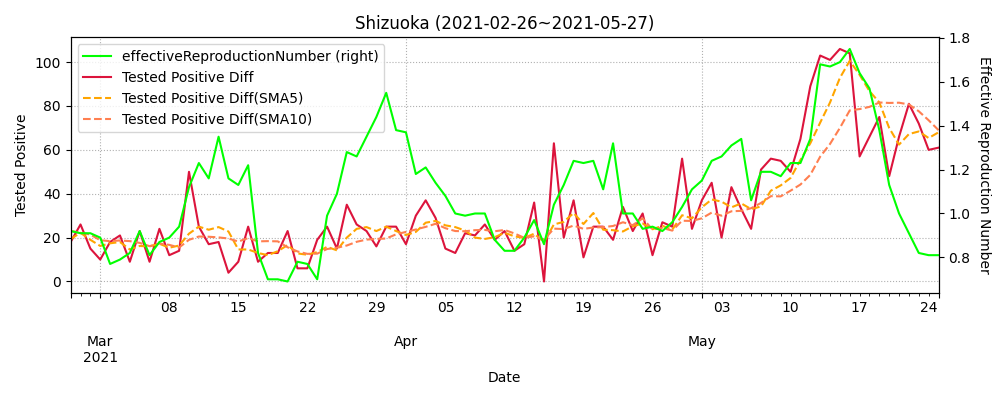 Shizuoka (2021-02-26~2021-05-27)
effectiveReproductionNumber (right)
Tested Positive Diff
Tested Positive Diff(SMA5)
Tested Positive Diff(SMA10)
Tested Positive
100
80
60
40
20
0
1.8
1.6
1.4
1.2
1.0
0.8
Effective Reproduction Number
08 15 22 29 05 12 19 26 03 10 17 24
Mar Apr May
2021
Date